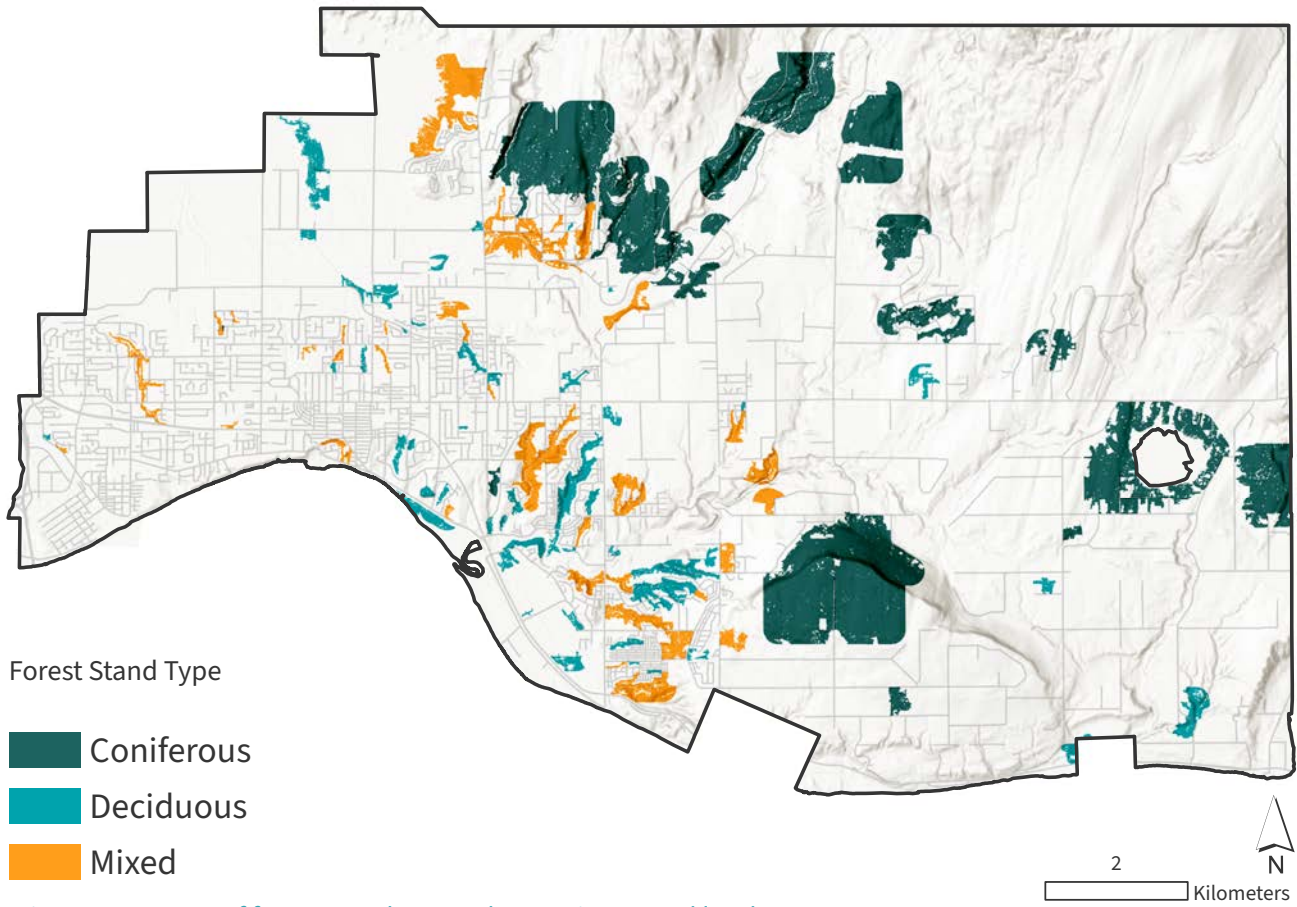 Forest Stand Type
Coniferous
Deciduous
Mixed
N
2
Kilometers